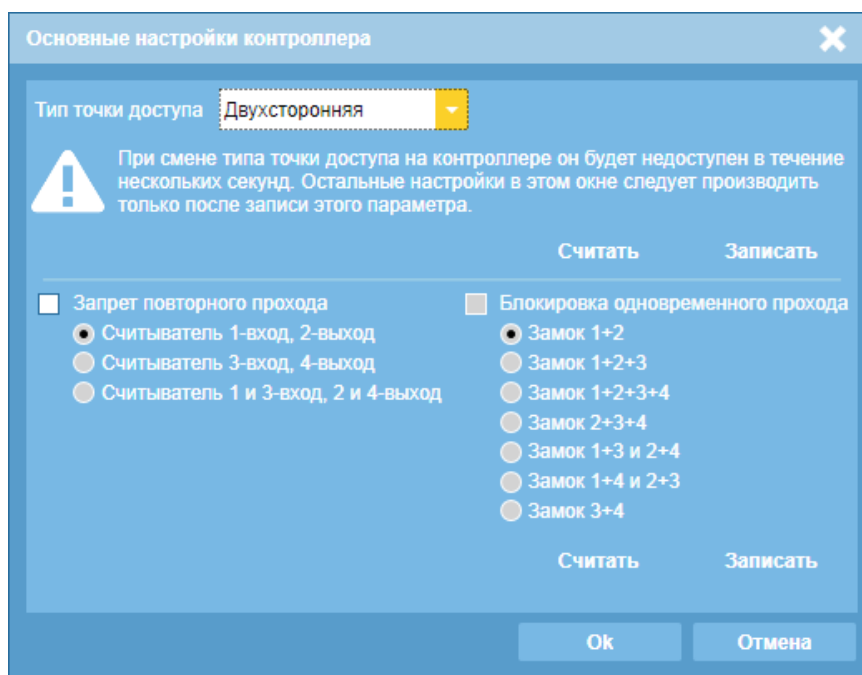 Основные настройки контроллера
Тип точки доступа Двухсторонняя
При смене типа точки доступа на контроллере он будет недоступен в течение
нескольких секунд. Остальные настройки в этом окне следует производить
только после записи этого параметра.
Считать Записать
Запрет повторного прохода
Считыватель 1-вход, 2-выход
Считыватель 3-вход, 4-выход
Считыватель 1 и 3-вход, 2 и 4-выход
Блокировка одновременного прохода
Замок 1+2
Замок 1+2+3
Замок 1+2+3+4
Замок 2+3+4
Замок 1+3 и 2+4
Замок 1+4 и 2+3
Замок 3+4
Считать Записать
Ok Отмена